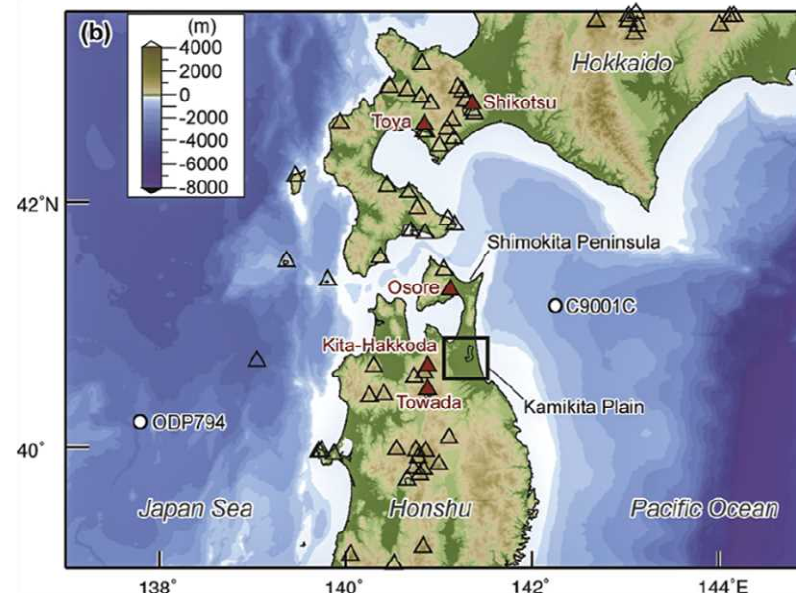 (b)
(m)
4000
2000
0
-2000
-4000
-6000
-8000
Hokkaido
Shikotsu
Toya
42°N
Shimokita Peninsula
Osore
C9001C
Kita-Hakkoda
Towada
Kamikita Plain
ODP794
40°
Japan Sea
Honshu
Pacific Ocean
138°
140°
142°
144°E